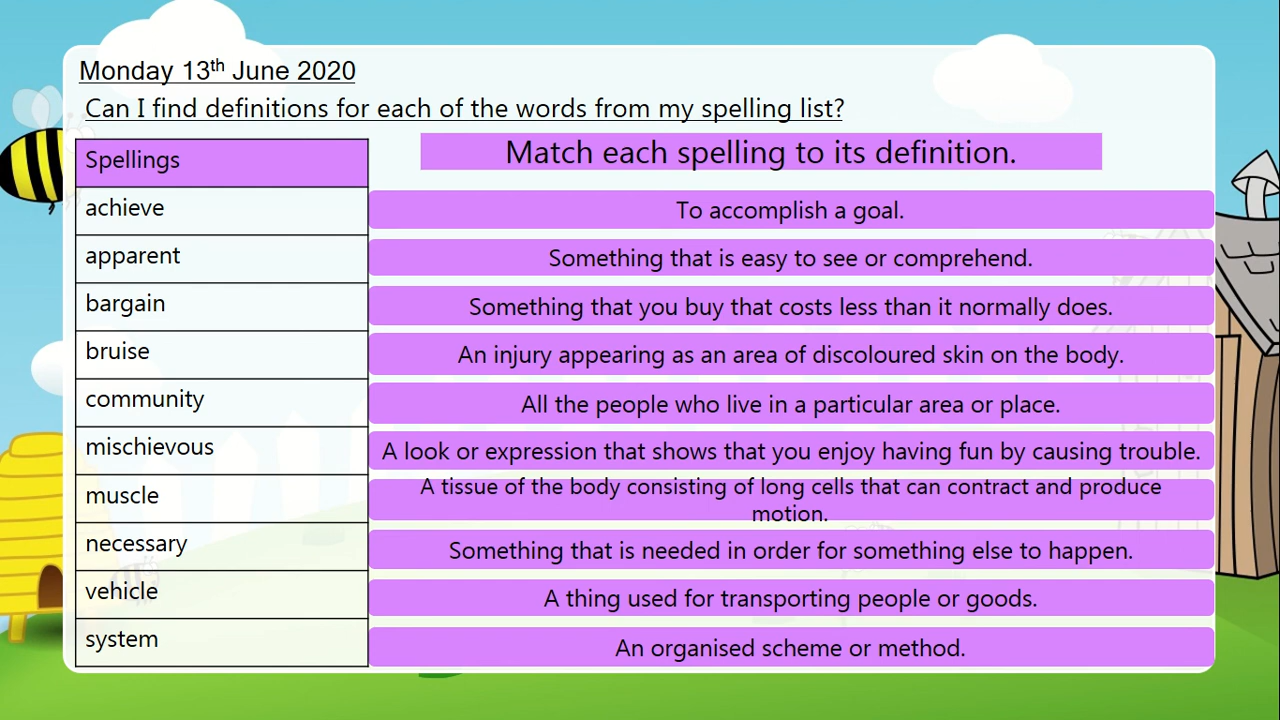 Monday 13th June 2020
Can I find definitions for each of the words from my spelling list?
Spellings
Match each spelling to its definition.
achieve
To accomplish a goal.
apparent
Something that is easy to see or comprehend.
bargain
Something that you buy that costs less than it normally does.
bruise
An injury appearing as an area of discoloured skin on the body.
community
All the people who live in a particular area or place.
mischievous
A look or expression that shows that you enjoy having fun by causing trouble.
muscle
A tissue of the body consisting of long cells that can contract and produce
motion.
necessary
Something that is needed in order for something else to happen.
vehicle
A thing used for transporting people or goods.
system
An organised scheme or method.